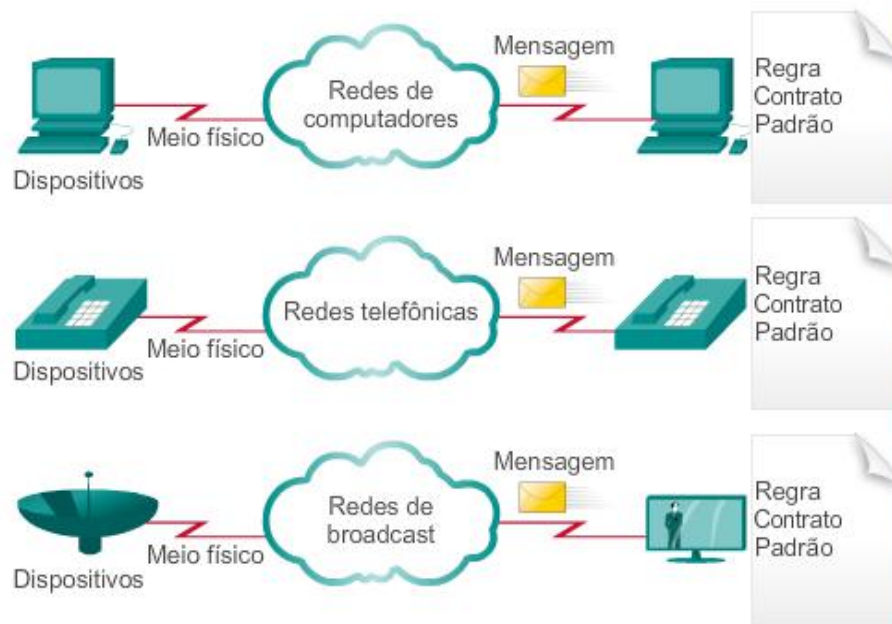 Mensagem
Regra
Contrato
Padrão
Redes de
computadores
Meio físico
Dispositivos
Mensagem
Regra
Contrato
Padrão
Redes telefônicas
Meio físico
Dispositivos
Mensagem
Regra
Contrato
Padrão
Redes de
broadcast
Meio físico
Dispositivos